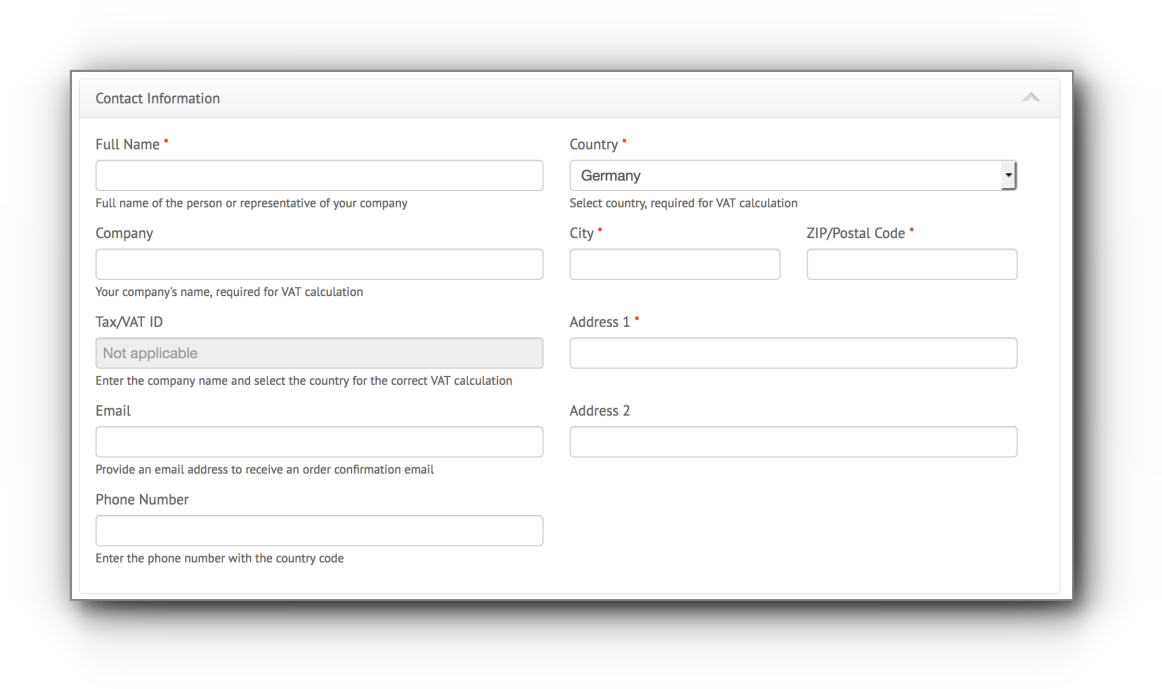 Contact Information
Full Name *
Country *
Germany
Full name of the person or representative of your company
Select country, required for VAT calculation
Company
City *
ZIP/Postal Code *
Your company's name, required for VAT calculation
Tax/VAT ID
Address 1 *
Not applicable
Enter the company name and select the country for the correct VAT calculation
Email
Address 2
Provide an email address to receive an order confirmation email
Phone Number
Enter the phone number with the country code